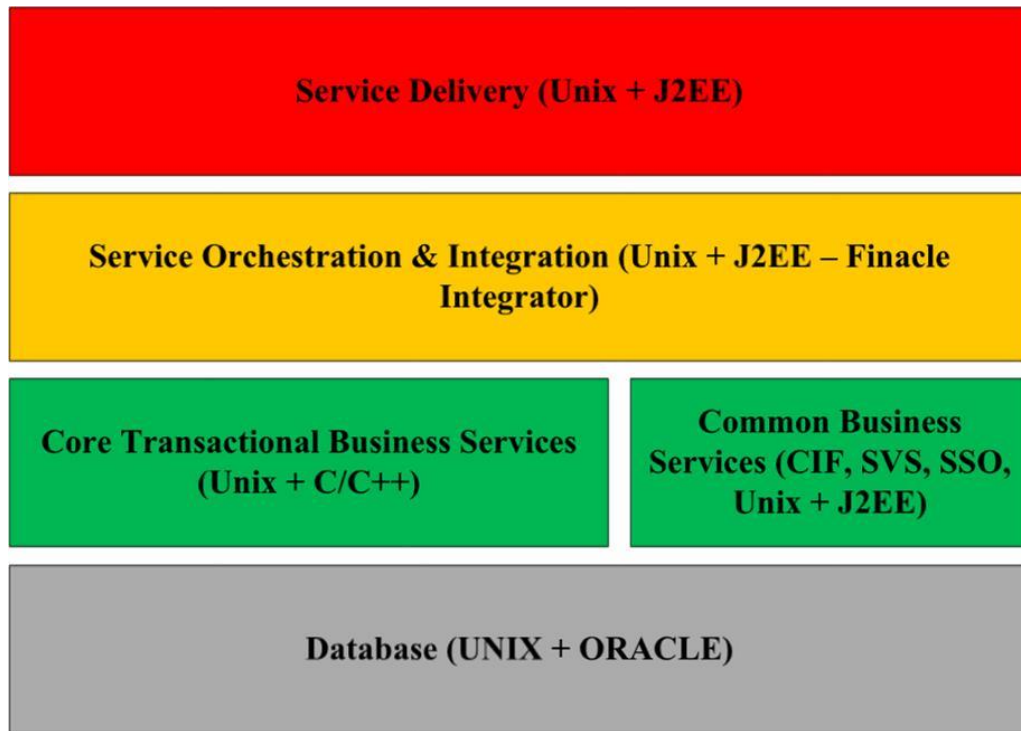 Service Delivery (Unix + J2EE)
Service Orchestration & Integration (Unix + J2EE – Finacle
Integrator)
Core Transactional Business Services
(Unix + C/C++)
Common Business
Services (CIF, SVS, SSO,
Unix + J2EE)
Database (UNIX + ORACLE)